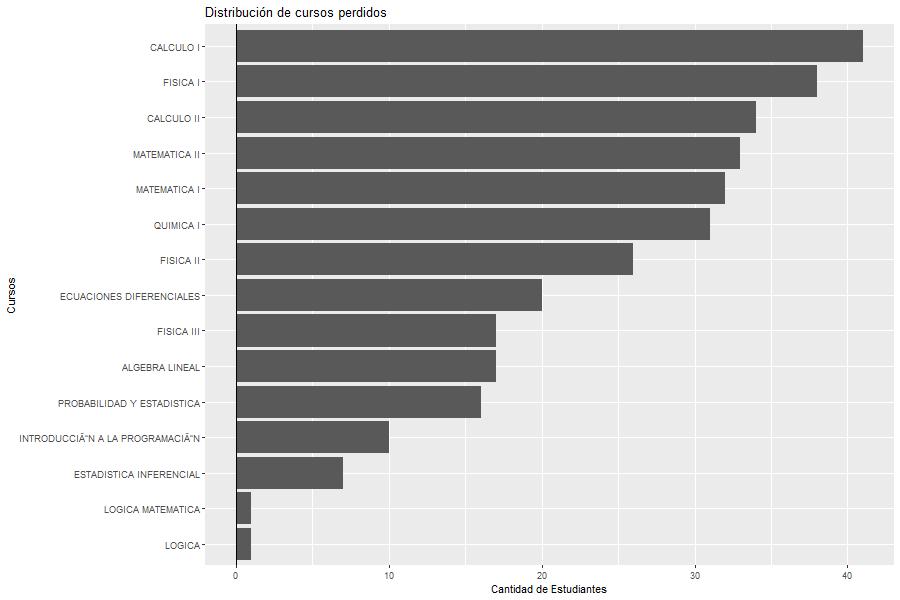 Distribución de cursos perdidos
CALCULO I
FISICA I
CALCULO II
MATEMATICA II
MATEMATICA I
QUIMICA I
FISICA II
ECUACIONES DIFERENCIALES
FISICA III
ALGEBRA LINEAL
PROBABILIDAD Y ESTADISTICA
INTRODUCCIÃ“N A LA PROGRAMACIÃ“N
ESTADISTICA INFERENCIAL
LOGICA MATEMATICA
LOGICA
Cursos
0 10 20 30 40
Cantidad de Estudiantes